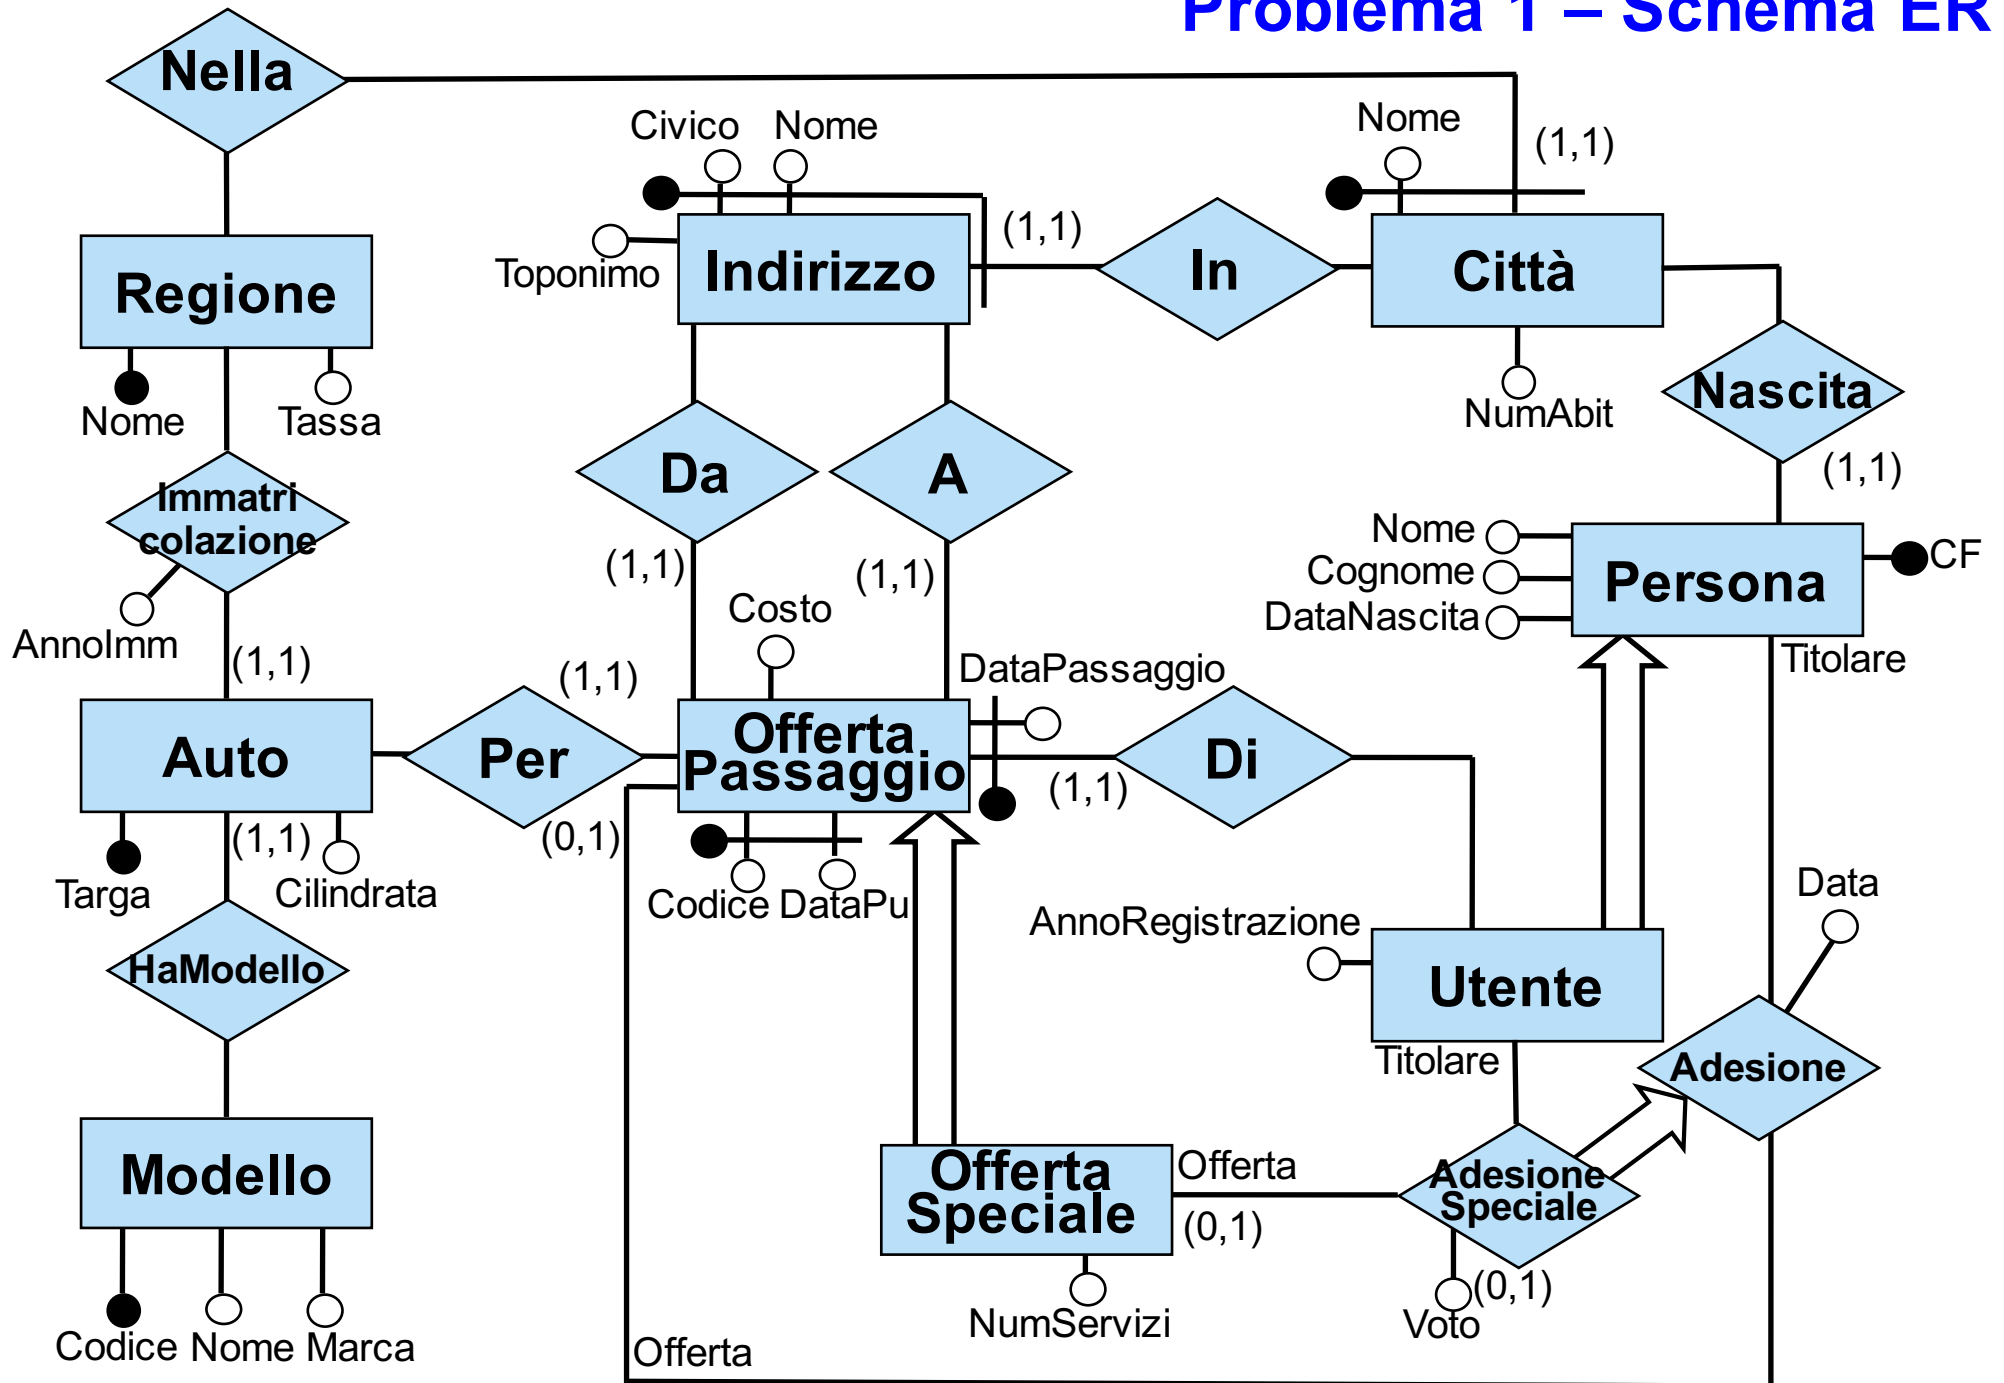 Problema 1 – Schema ER
Nella
Civico
Nome
Nome
(1,1)
Toponimo
Indirizzo
(1,1)
In
Città
Regione
Nome
Tassa
NumAbit
Nascita
(1,1)
Da
A
Immatri
colazione
AnnoImm
(1,1)
(1,1)
(1,1)
Nome
Cognome
DataNascita
Persona
CF
Titolare
Costo
DataPassaggio
(1,1)
Auto
Per
Offerta
Passaggio
Di
(1,1)
(1,1)
(0,1)
Targa
Cilindrata
Codice
DataPu
AnnoRegistrazione
Data
HaModello
Utente
Titolare
Adesione
Modello
Offerta
Speciale
Offerta
(0,1)
Adesione
Speciale
(0,1)
NumServizi
Voto
Codice
Nome
Marca
Offerta